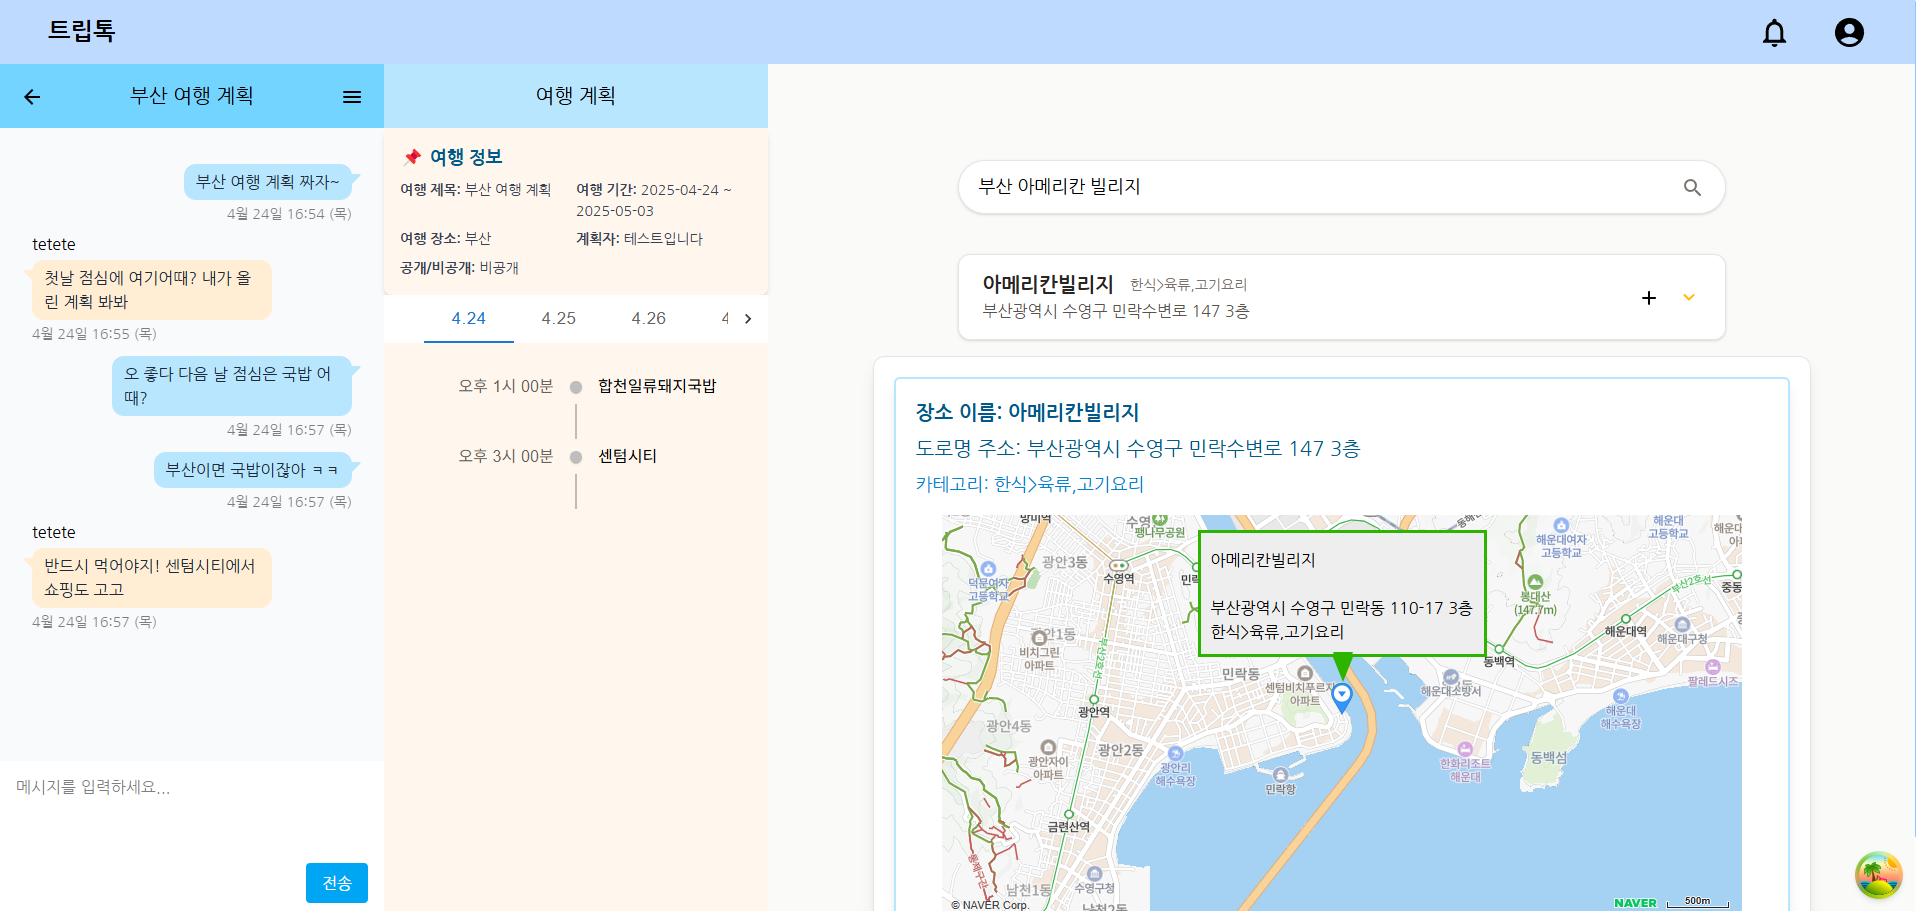 트립톡
부산 여행 계획
부산 여행 계획 짜자~
4월 24일 16:54 (목)
tetete
첫날 점심에 여기어때? 내가 올
린 계획 봐봐
4월 24일 16:55 (목)
오 좋다 다음 날 점심은 국밥 어
때?
4월 24일 16:57 (목)
부산이면 국밥이잖아 ㅋㅋ
4월 24일 16:57 (목)
tetete
반드시 먹어야지! 센텀시티에서
쇼핑도 고고
4월 24일 16:57 (목)
메시지를 입력하세요...
전송
여행 계획
📌 여행 정보
여행 제목: 부산 여행 계획
여행 기간: 2025-04-24 ~
2025-05-03
여행 장소: 부산
계획자: 테스트입니다
공개/비공개: 비공개
4.24 4.25 4.26
오후 1시 00분 합천일류돼지국밥
오후 3시 00분 센텀시티
부산 아메리칸 빌리지
아메리칸빌리지 한식>육류,고기요리
부산광역시 수영구 민락수변로 147 3층
장소 이름: 아메리칸빌리지
도로명 주소: 부산광역시 수영구 민락수변로 147 3층
카테고리: 한식>육류,고기요리
아메리칸빌리지
부산광역시 수영구 민락동 110-17 3층
한식>육류,고기요리
망미역
팽나무공원
광안3동
수영역
덕문여자
고등학교
해운대여자
고등학교
해운대
고등학교
부산2호선
중동
봉대산
(147.7m)
해운대역
해운대구청
동백역
팔레드시즈
비치그린
아파트
부산2호선
민락동
센텀비치푸르지
아파트
해운대소방서
해운대
해수욕장
광안역
광안4동
광안2동
광안자이
아파트
광안리
해수욕장
민락항
한화리조트
해운대
동백섬
금련산역
남천1동
수영구청
남천2동
© NAVER Corp.
NAVER
500m